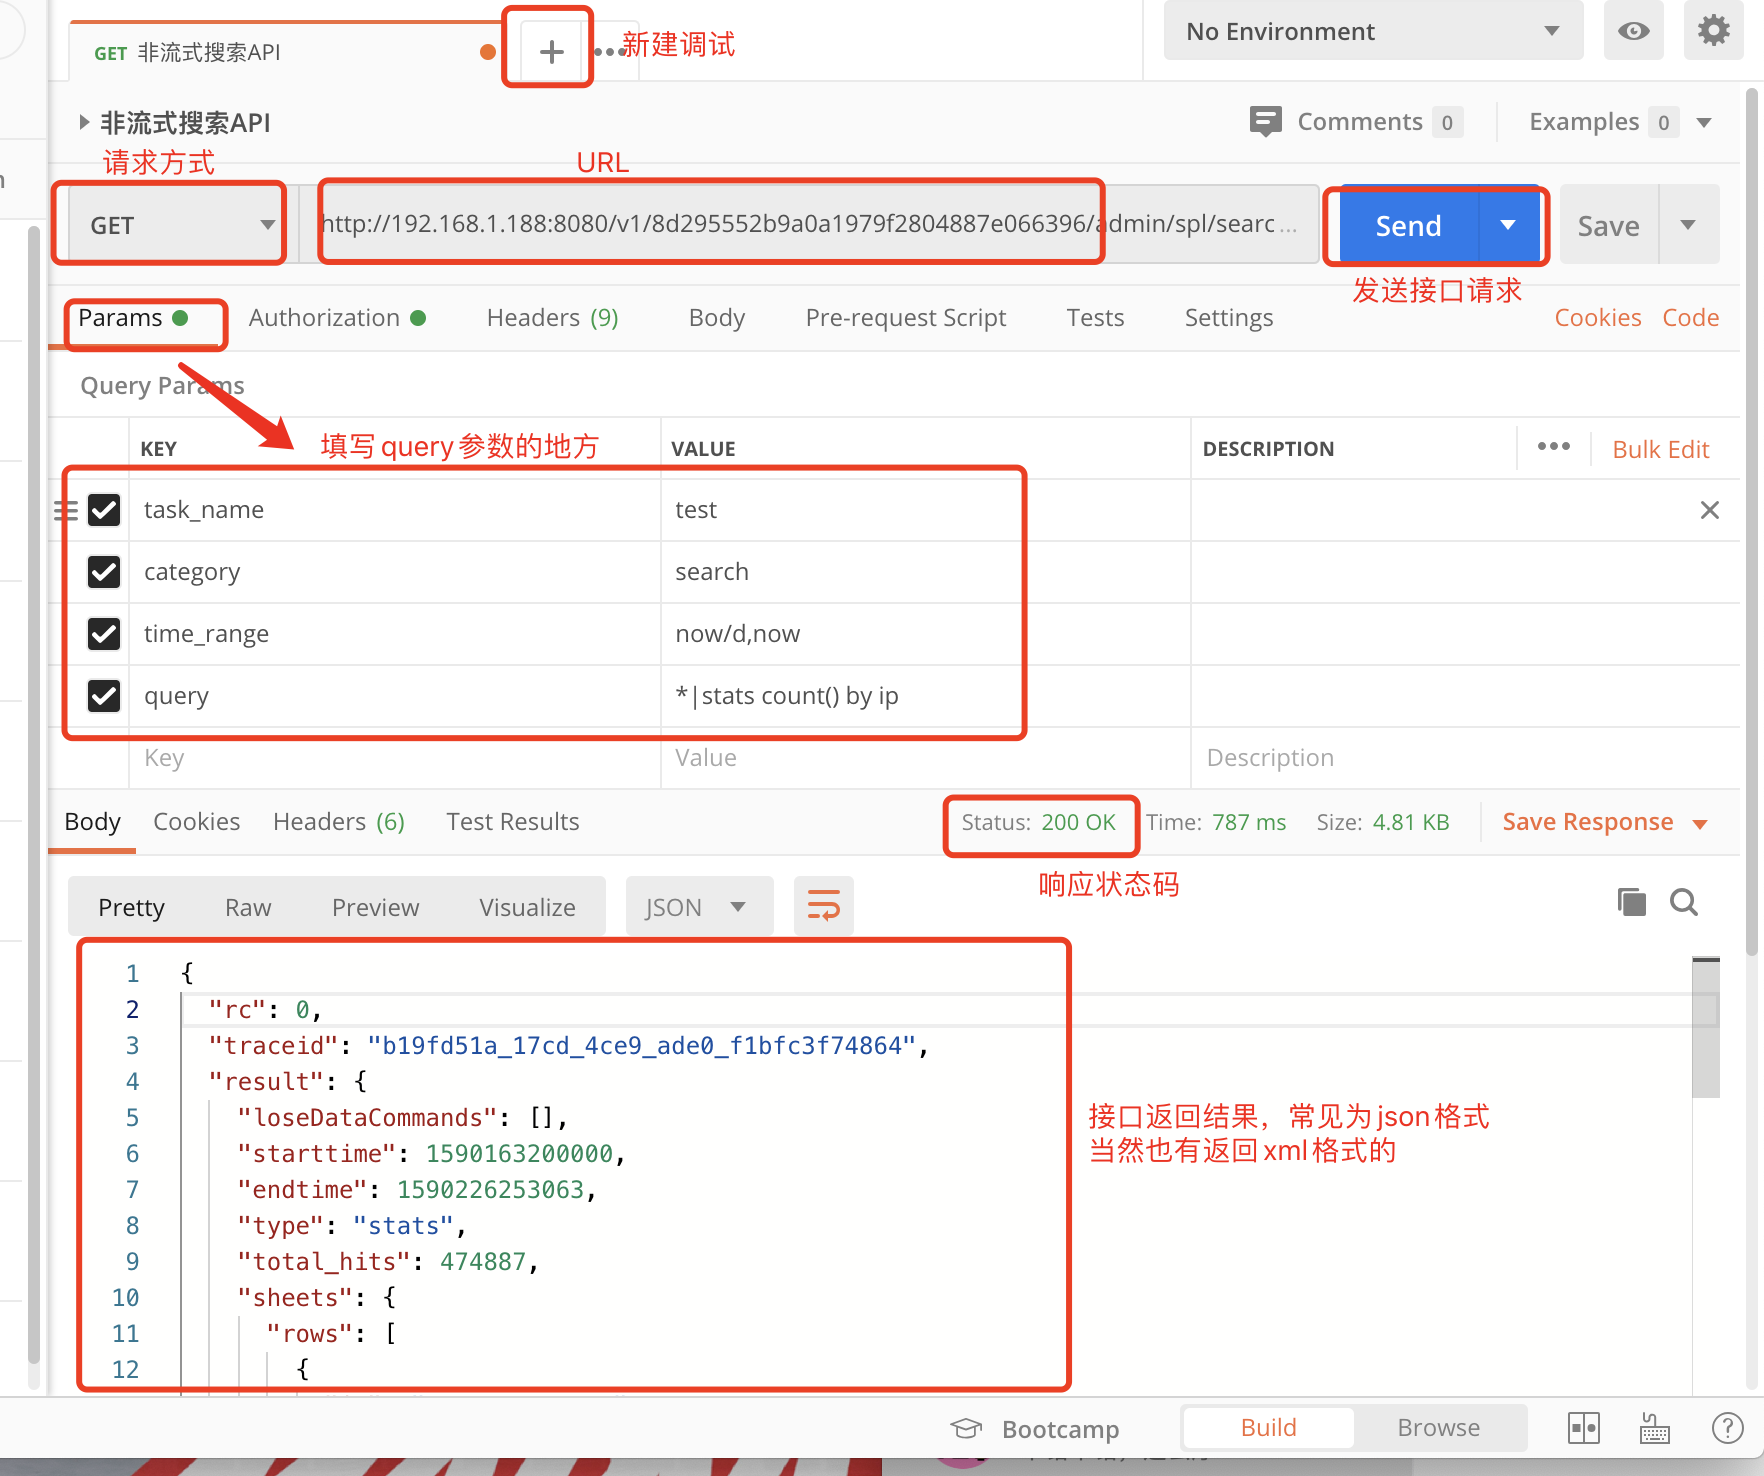 GET 非流式搜索API
新建调试
No Environment
非流式搜索API
Comments 0
Examples 0
请求方式
URL
GET
http://192.168.1.188:8080/v1/8d295552b9a0a1979f2804887e066396/admin/spl/searc ...
Send
Save
发送接口请求
Params
Authorization
Headers (9)
Body
Pre-request Script
Tests
Settings
Cookies
Code
Query Params
填写query参数的地方
KEY
VALUE
DESCRIPTION
Bulk Edit
task_name
test
category
search
time_range
now/d,now
query
*|stats count() by ip
Key
Value
Description
Body
Cookies
Headers (6)
Test Results
Status: 200 OK
Time: 787 ms
Size: 4.81 KB
Save Response
响应状态码
Pretty
Raw
Preview
Visualize
JSON
1 {
2 "rc": 0,
3 "traceid": "b19fd51a_17cd_4ce9_ade0_f1bfc3f74864",
4 "result": {
5 "loseDataCommands": [],
6 "starttime": 1590163200000,
7 "endtime": 1590226253063,
8 "type": "stats",
9 "total_hits": 474887,
10 "sheets": {
11 "rows": [
12 {
接口返回结果，常见为json格式
当然也有返回xml格式的
Bootcamp
Build
Browse